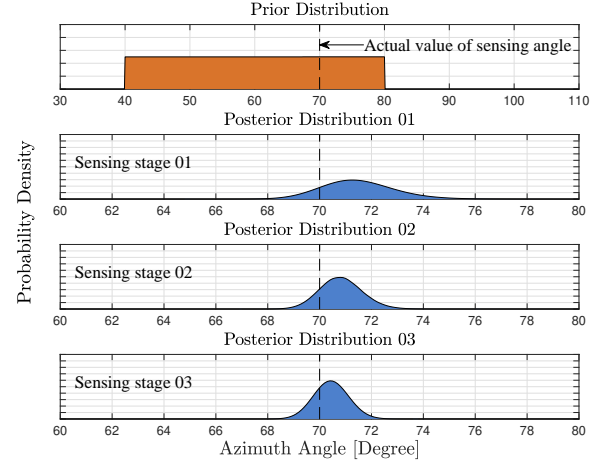 Prior Distribution
Actual value of sensing angle
30 40 50 60 70 80 90 100 110
Posterior Distribution 01
Sensing stage 01
60 62 64 66 68 70 72 74 76 78 80
Posterior Distribution 02
Sensing stage 02
60 62 64 66 68 70 72 74 76 78 80
Posterior Distribution 03
Sensing stage 03
60 62 64 66 68 70 72 74 76 78 80
Azimuth Angle [Degree]
Probability Density